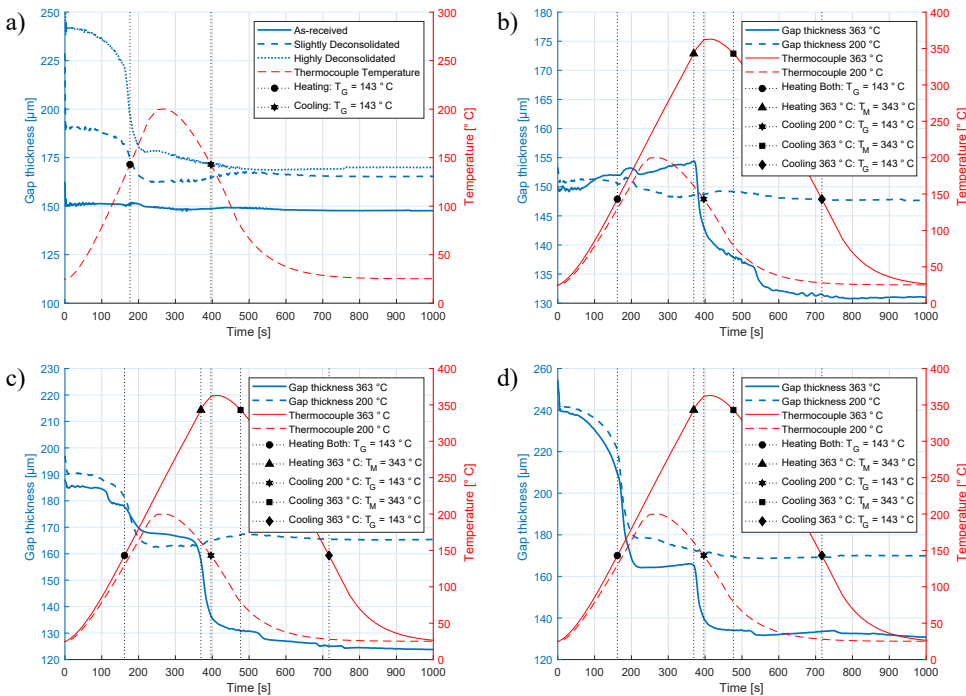 a)
As-received
Slightly Deconsolidated
Highly Deconsolidated
Thermocouple Temperature
Heating: T_G = 143 ° C
Cooling: T_G = 143 ° C
250
225
200
175
150
125
100
Gap thickness [μm]
300
250
200
150
100
50
0
Temperature [° C]
0 100 200 300 400 500 600 700 800 900 1000
Time [s]
b)
Gap thickness 363 °C
Gap thickness 200 °C
Thermocouple 363 °C
Thermocouple 200 °C
Heating Both: T_G = 143 ° C
Heating 363 ° C: T_M = 343 ° C
Cooling 200 ° C: T_G = 143 ° C
Cooling 363 ° C: T_M = 343 ° C
Cooling 363 ° C: T_G = 143 ° C
180
175
170
165
160
155
150
145
140
135
130
Gap thickness [μm]
400
350
300
250
200
150
100
50
0
Temperature [° C]
0 100 200 300 400 500 600 700 800 900 1000
Time [s]
c)
Gap thickness 363 °C
Gap thickness 200 °C
Thermocouple 363 °C
Thermocouple 200 °C
Heating Both: T_G = 143 ° C
Heating 363 ° C: T_M = 343 ° C
Cooling 200 ° C: T_G = 143 ° C
Cooling 363 ° C: T_M = 343 ° C
Cooling 363 ° C: T_G = 143 ° C
230
220
210
200
190
180
170
160
150
140
130
120
Gap thickness [μm]
400
350
300
250
200
150
100
50
0
Temperature [° C]
0 100 200 300 400 500 600 700 800 900 1000
Time [s]
d)
Gap thickness 363 °C
Gap thickness 200 °C
Thermocouple 363 °C
Thermocouple 200 °C
Heating Both: T_G = 143 ° C
Heating 363 ° C: T_M = 343 ° C
Cooling 200 ° C: T_G = 143 ° C
Cooling 363 ° C: T_M = 343 ° C
Cooling 363 ° C: T_G = 143 ° C
260
240
220
200
180
160
140
120
Gap thickness [μm]
400
350
300
250
200
150
100
50
0
Temperature [° C]
0 100 200 300 400 500 600 700 800 900 1000
Time [s]